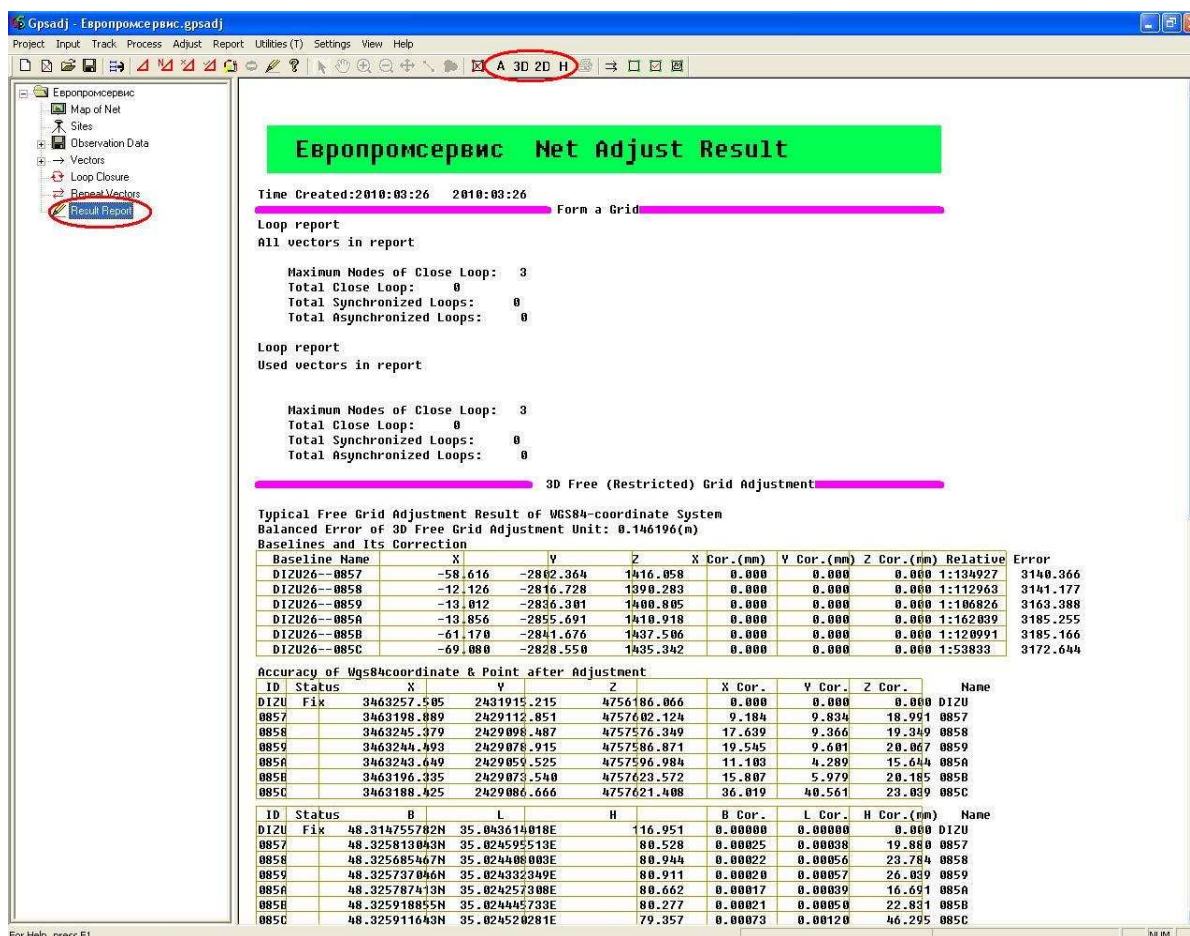 Gpsadj - Европромсервис.gpsadj
Project Input Track Process Adjust Report Utilities (T) Settings View Help
A 3D 2D H
Европромсервис
Map of Net
Sites
Observation Data
Vectors
Loop Closure
Repeat Vectors
Result Report
Европромсервис Net Adjust Result
Time Created:2010:03:26 2010:03:26
Form a Grid
Loop report
All vectors in report
Maximum Nodes of Close Loop: 3
Total Close Loop: 0
Total Synchronized Loops: 0
Total Asynchronized Loops: 0
Loop report
Used vectors in report
Maximum Nodes of Close Loop: 3
Total Close Loop: 0
Total Synchronized Loops: 0
Total Asynchronized Loops: 0
3D Free (Restricted) Grid Adjustment
Typical Free Grid Adjustment Result of WGS84-coordinate System
Balanced Error of 3D Free Grid Adjustment Unit: 0.146196(m)
Baselines and Its Correction
Baseline Name X Y Z X Cor.(mm) Y Cor.(mm) Z Cor.(mm) Relative Error
DIZU26--0857 -58.616 -2802.364 1416.058 0.000 0.000 0.000 1:134927 3140.366
DIZU26--0858 -12.126 -2816.728 1390.283 0.000 0.000 0.000 1:112963 3141.177
DIZU26--0859 -13.012 -2836.301 1400.805 0.000 0.000 0.000 1:106826 3163.388
DIZU26--085A -13.856 -2855.691 1410.918 0.000 0.000 0.000 1:162039 3185.255
DIZU26--085B -61.170 -2841.676 1437.506 0.000 0.000 0.000 1:120991 3185.166
DIZU26--085C -69.080 -2828.550 1435.342 0.000 0.000 0.000 1:53833 3172.644
Accuracy of Wgs84coordinate & Point after Adjustment
ID Status X Y Z X Cor. Y Cor. Z Cor. Name
DIZU Fix 3463257.505 2431915.215 4756186.066 0.000 0.000 0.000 DIZU
0857 3463198.889 2429112.851 4757602.124 9.184 9.834 18.991 0857
0858 3463245.379 2429098.487 4757576.349 17.639 9.366 19.349 0858
0859 3463244.493 2429078.915 4757586.871 19.545 9.601 20.067 0859
085A 3463243.649 2429059.525 4757596.984 11.103 4.289 15.644 085A
085B 3463196.335 2429073.540 4757623.572 15.807 5.979 20.185 085B
085C 3463188.425 2429086.666 4757621.408 36.019 40.561 23.039 085C
ID Status B L H B Cor. L Cor. H Cor.(mm) Name
DIZU Fix 48.314755782N 35.043614018E 116.951 0.00000 0.00000 0.000 DIZU
0857 48.325813043N 35.024595513E 80.528 0.00025 0.00038 19.880 0857
0858 48.325685467N 35.024408003E 80.944 0.00022 0.00056 23.784 0858
0859 48.325737046N 35.024332349E 80.911 0.00020 0.00057 26.039 0859
085A 48.325787413N 35.024257308E 80.662 0.00017 0.00039 16.691 085A
085B 48.325918855N 35.024445733E 80.277 0.00021 0.00050 22.831 085B
085C 48.325911643N 35.024520281E 79.357 0.00073 0.00120 46.295 085C
For Help, press F1
NUM